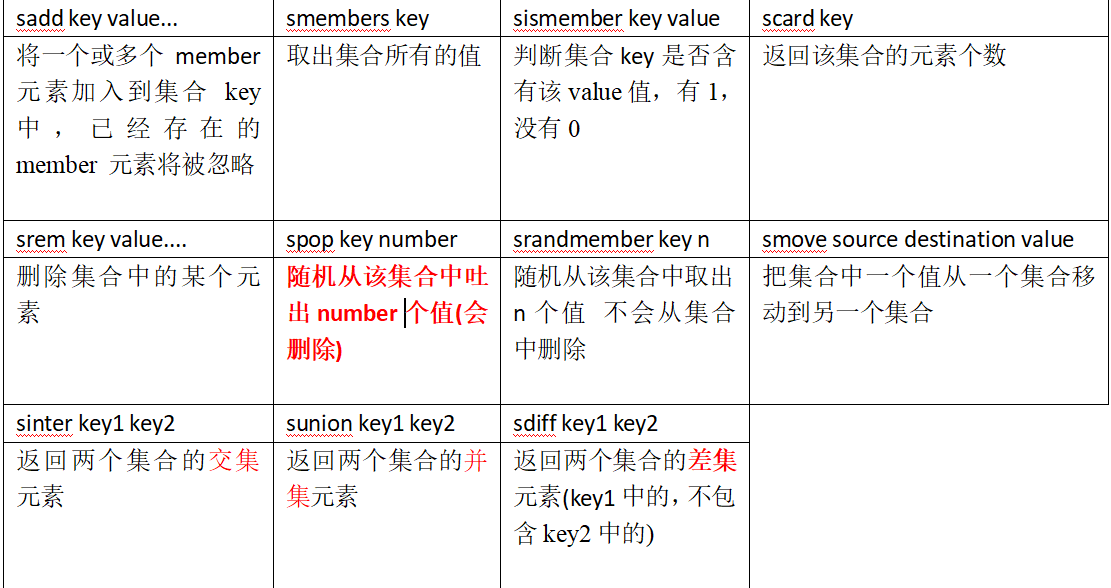 sadd key value...
smembers key
sismember key value
scard key
将一个或多个 member
元素加入到集合 key
中，已经存在的
member 元素将被忽略
取出集合所有的值
判断集合 key 是否含
有该 value 值，有 1，
没有 0
返回该集合的元素个数
srem key value....
spop key number
srandmember key n
smove source destination value
删除集合中的某个元
素
随机从该集合中吐
出 number 个值(会
删除)
随机从该集合中取出
n 个值 不会从集合
中删除
把集合中一个值从一个集合移
动到另一个集合
sinter key1 key2
sunion key1 key2
sdiff key1 key2
返回两个集合的交集
元素
返回两个集合的并
集元素
返回两个集合的差集
元素(key1 中的，不包
含 key2 中的)